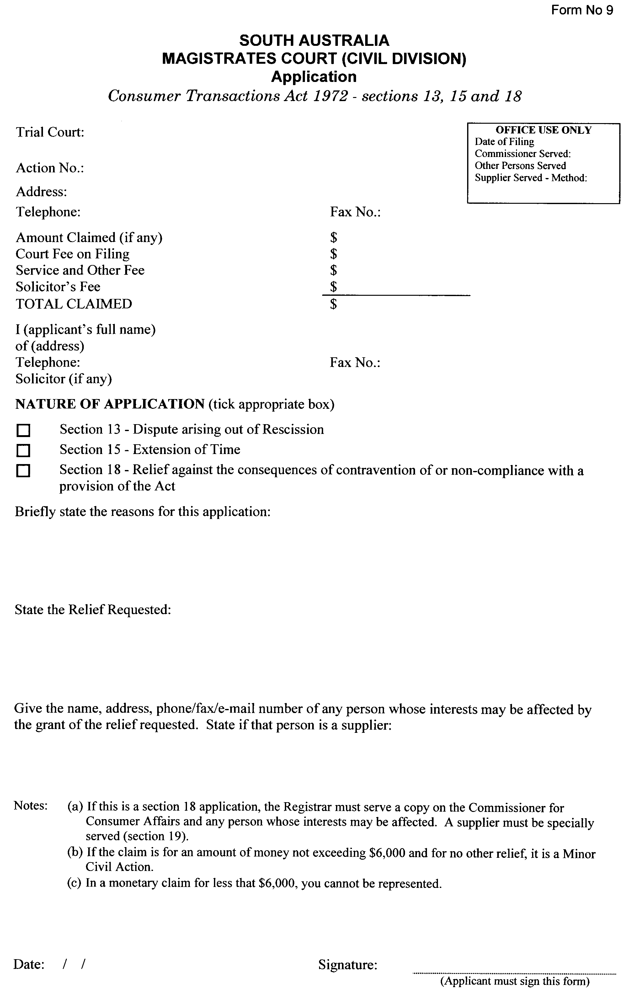 Form No 9
SOUTH AUSTRALIA
MAGISTRATES COURT (CIVIL DIVISION)
Application
Consumer Transactions Act 1972 - sections 13, 15 and 18
Trial Court:
OFFICE USE ONLY
Date of Filing
Commissioner Served:
Other Persons Served
Supplier Served - Method:
Action No.:
Address:
Telephone: Fax No.:
Amount Claimed (if any) $
Court Fee on Filing $
Service and Other Fee $
Solicitor's Fee $
TOTAL CLAIMED $
I (applicant's full name)
of (address)
Telephone: Fax No.:
Solicitor (if any)
NATURE OF APPLICATION (tick appropriate box)
Section 13 - Dispute arising out of Rescission
Section 15 - Extension of Time
Section 18 - Relief against the consequences of contravention of or non-compliance with a
provision of the Act
Briefly state the reasons for this application:
State the Relief Requested:
Give the name, address, phone/fax/e-mail number of any person whose interests may be affected by
the grant of the relief requested. State if that person is a supplier:
Notes: (a) If this is a section 18 application, the Registrar must serve a copy on the Commissioner for
Consumer Affairs and any person whose interests may be affected. A supplier must be specially
served (section 19).
(b) If the claim is for an amount of money not exceeding $6,000 and for no other relief, it is a Minor
Civil Action.
(c) In a monetary claim for less that $6,000, you cannot be represented.
Date: / / Signature:
(Applicant must sign this form)